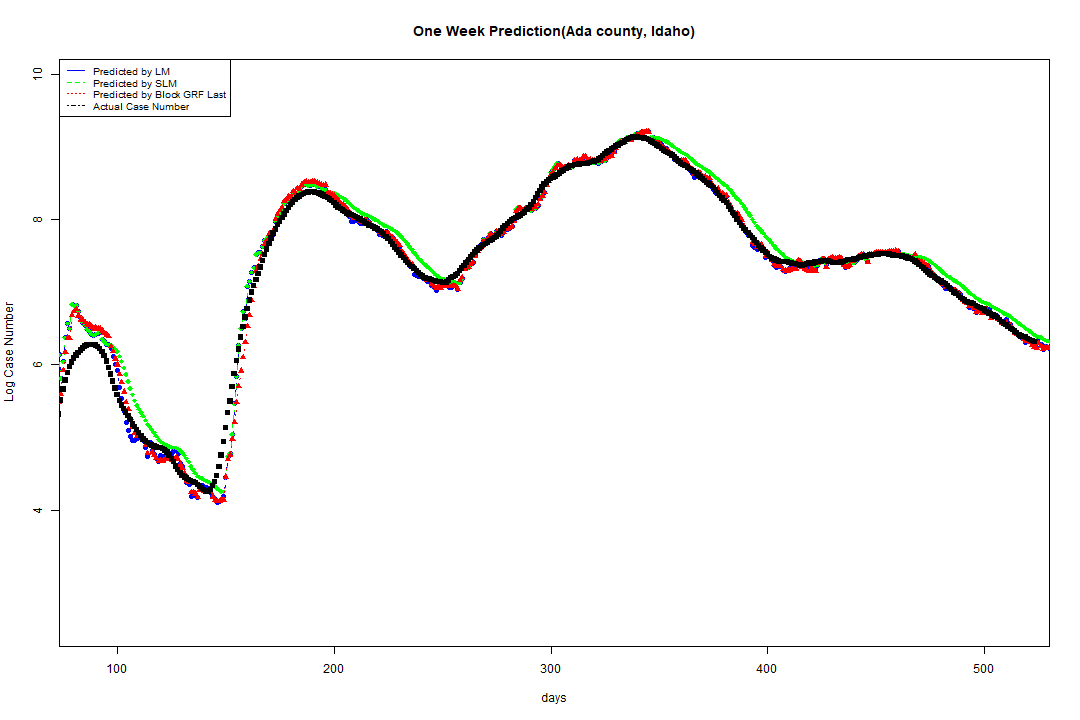 One Week Prediction(Ada county, Idaho)
Predicted by LM
Predicted by SLM
Predicted by Block GRF Last
Actual Case Number
10
8
6
4
Log Case Number
100 200 300 400 500
days